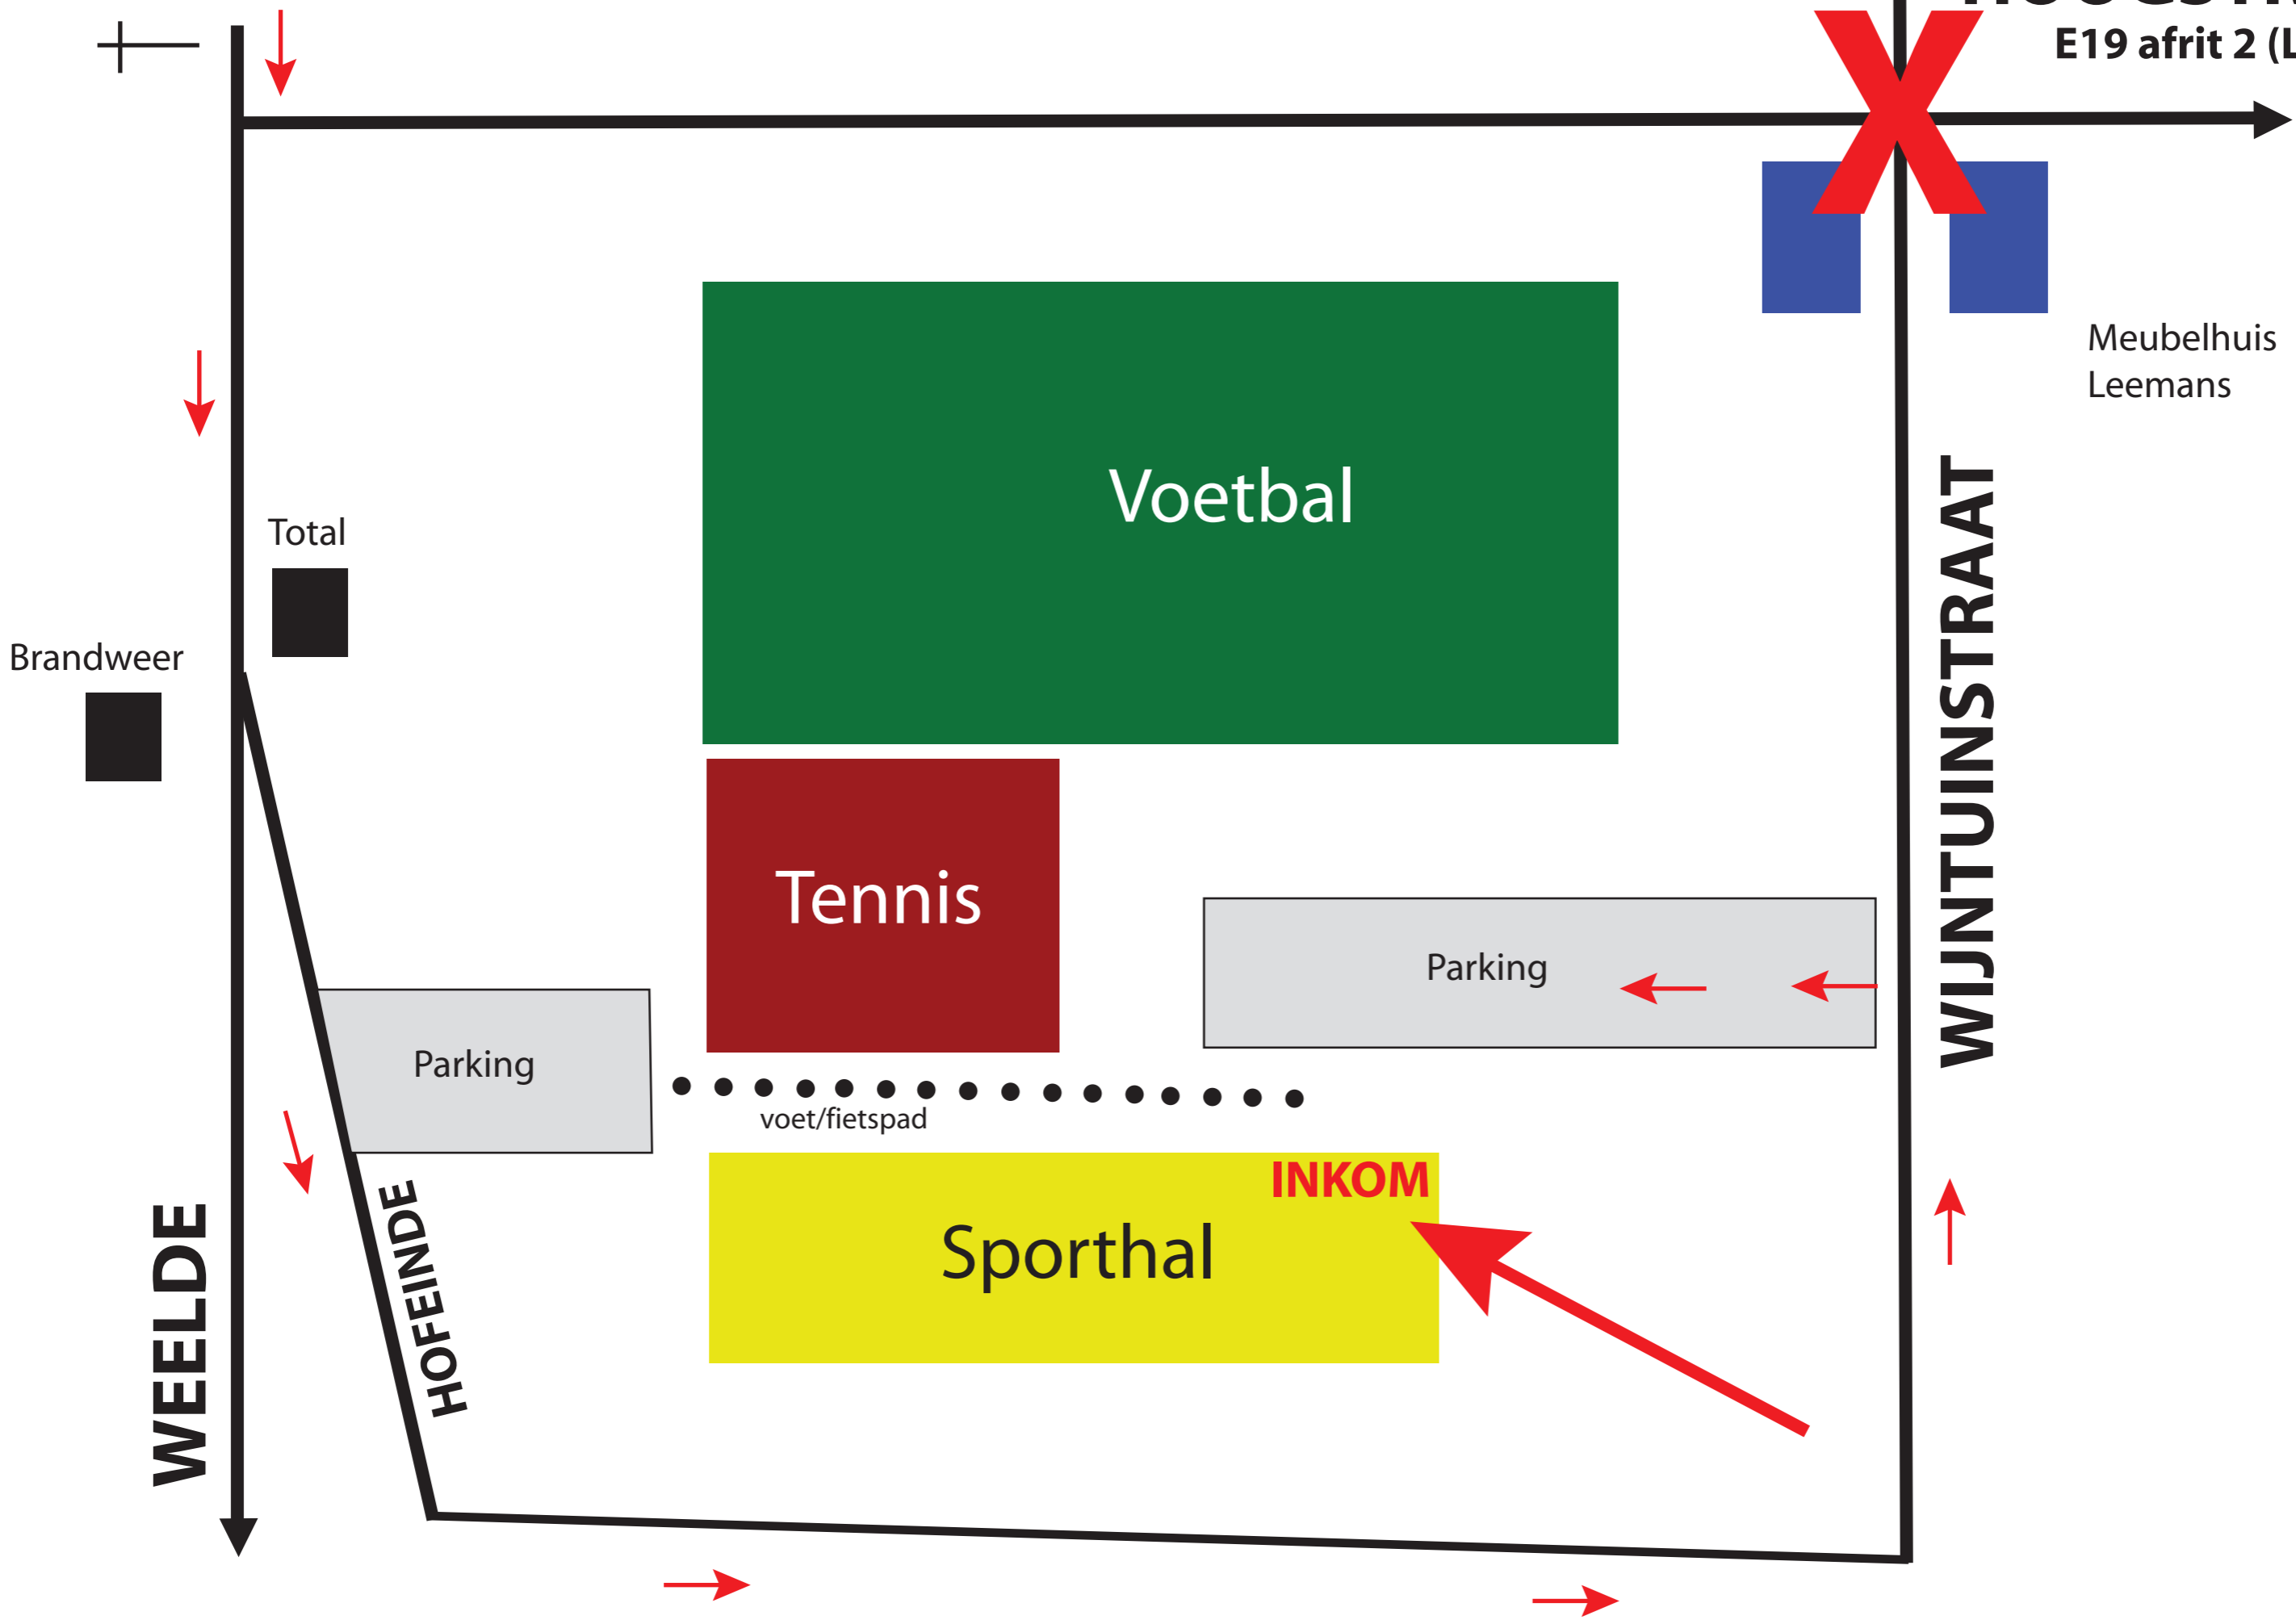 E19 afrit 2 (L
Meubelhuis
Leemans
Voetbal
Total
Brandweer
WIJNTUINSTRAAT
Tennis
Parking
Parking
voet/fietspad
INKOM
Sporthal
HOFEINDE
WEELDE